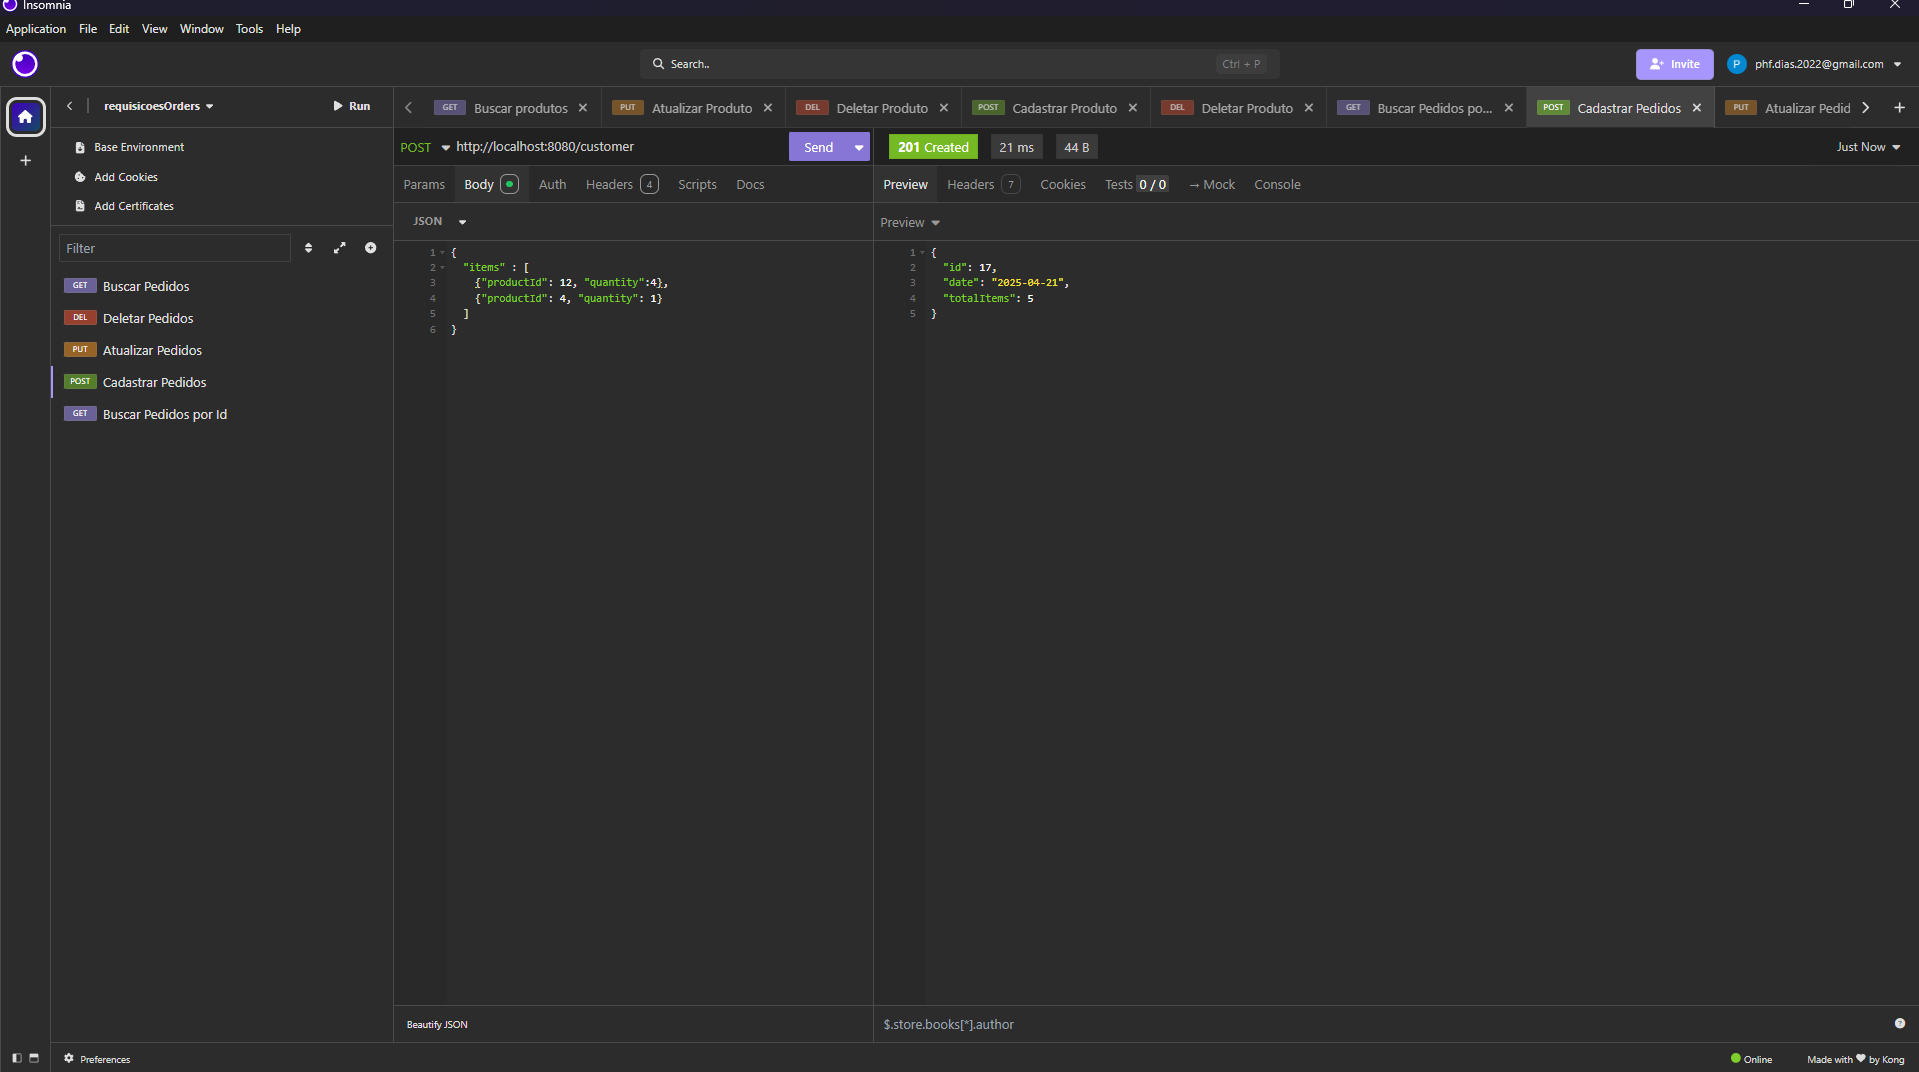 Insomnia
Application File Edit View Window Tools Help
Search.. Ctrl + P
Invite
P phf.dias.2022@gmail.com
requisicoesOrders Run
GET Buscar produtos
PUT Atualizar Produto
DEL Deletar Produto
POST Cadastrar Produto
DEL Deletar Produto
GET Buscar Pedidos po...
POST Cadastrar Pedidos
PUT Atualizar Pedid
Base Environment
Add Cookies
Add Certificates
Filter
GET Buscar Pedidos
DEL Deletar Pedidos
PUT Atualizar Pedidos
POST Cadastrar Pedidos
GET Buscar Pedidos por Id
POST http://localhost:8080/customer Send
Params Body Auth Headers 4 Scripts Docs
JSON
1 {
2 "items" : [
3 {"productId": 12, "quantity":4},
4 {"productId": 4, "quantity": 1}
5 ]
6 }
Beautify JSON
201 Created 21 ms 44 B Just Now
Preview Headers 7 Cookies Tests 0 / 0 → Mock Console
Preview
1 {
2 "id": 17,
3 "date": "2025-04-21",
4 "totalItems": 5
5 }
$.store.books[*].author ?
Preferences
Online Made with ❤ by Kong